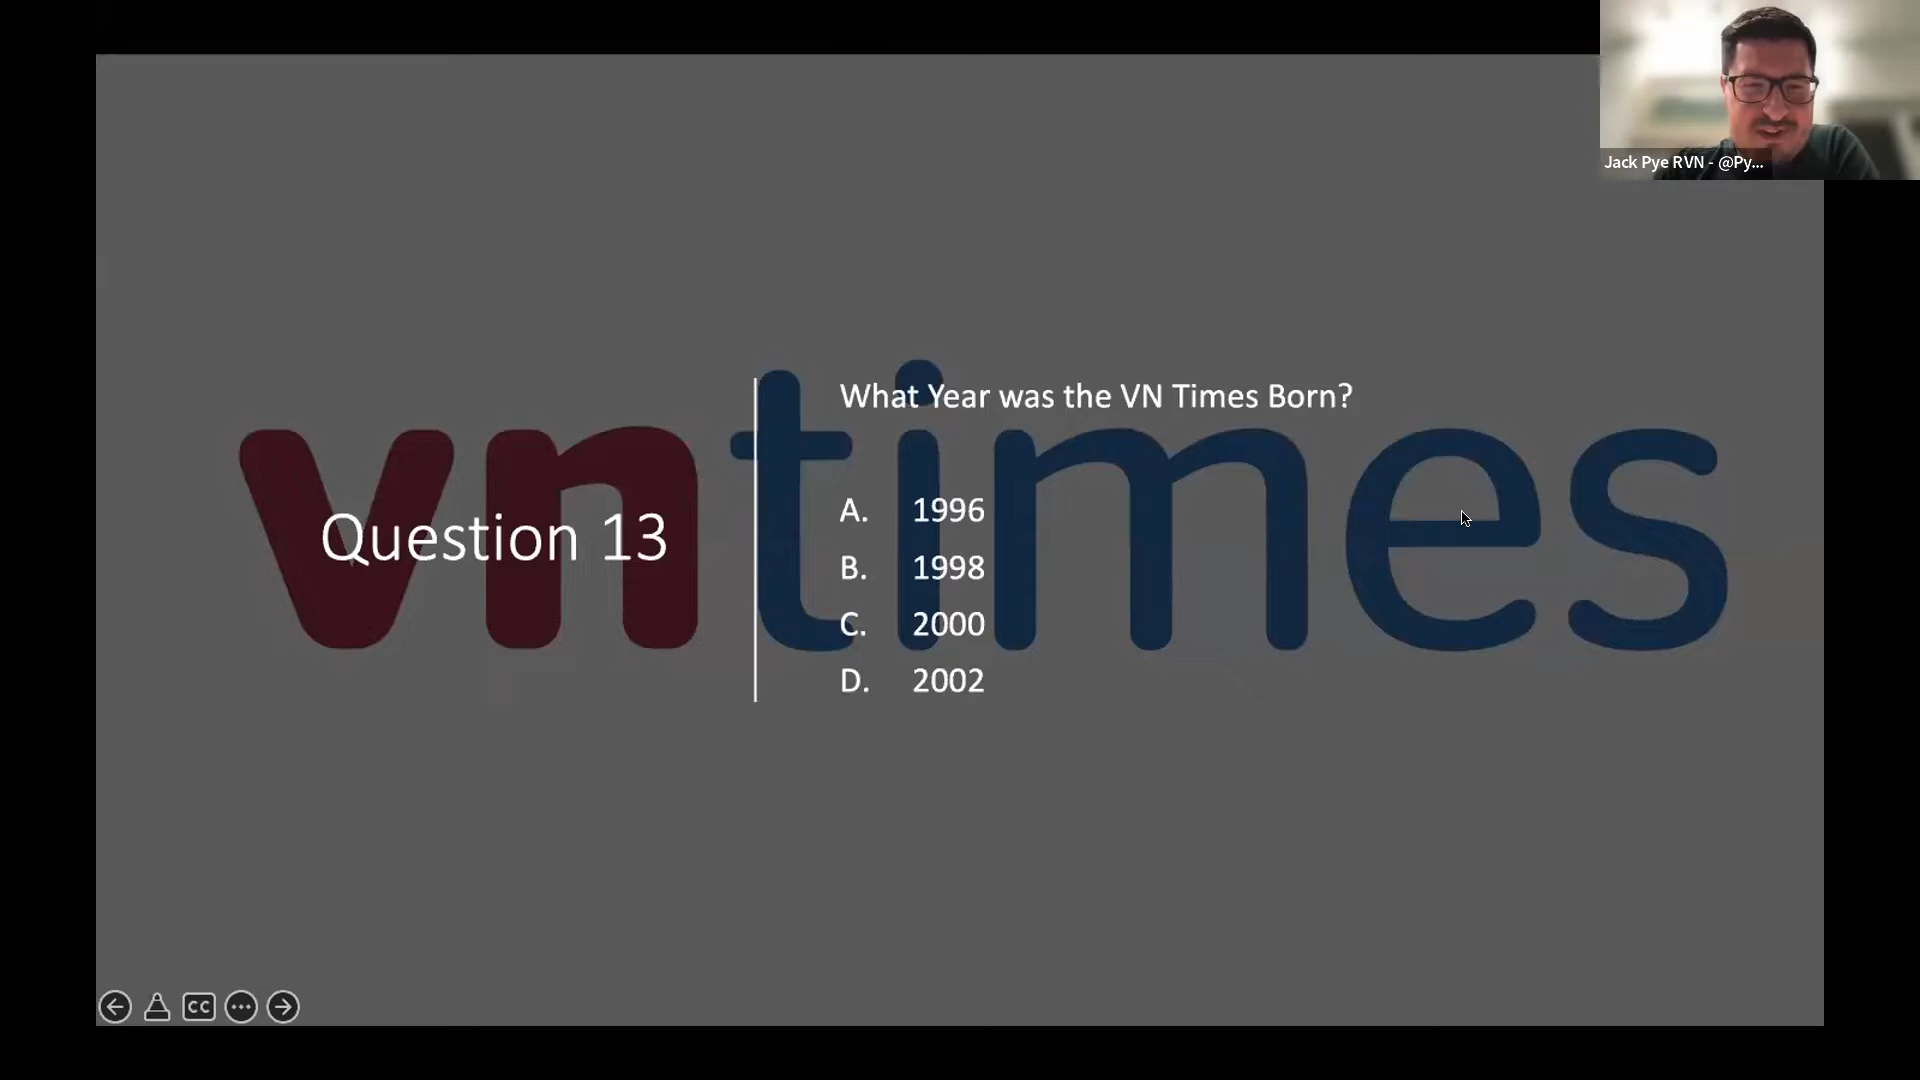 Jack Pye RVN - @Py...
vntimes
Question 13
What Year was the VN Times Born?
A. 1996
B. 1998
C. 2000
D. 2002
CC